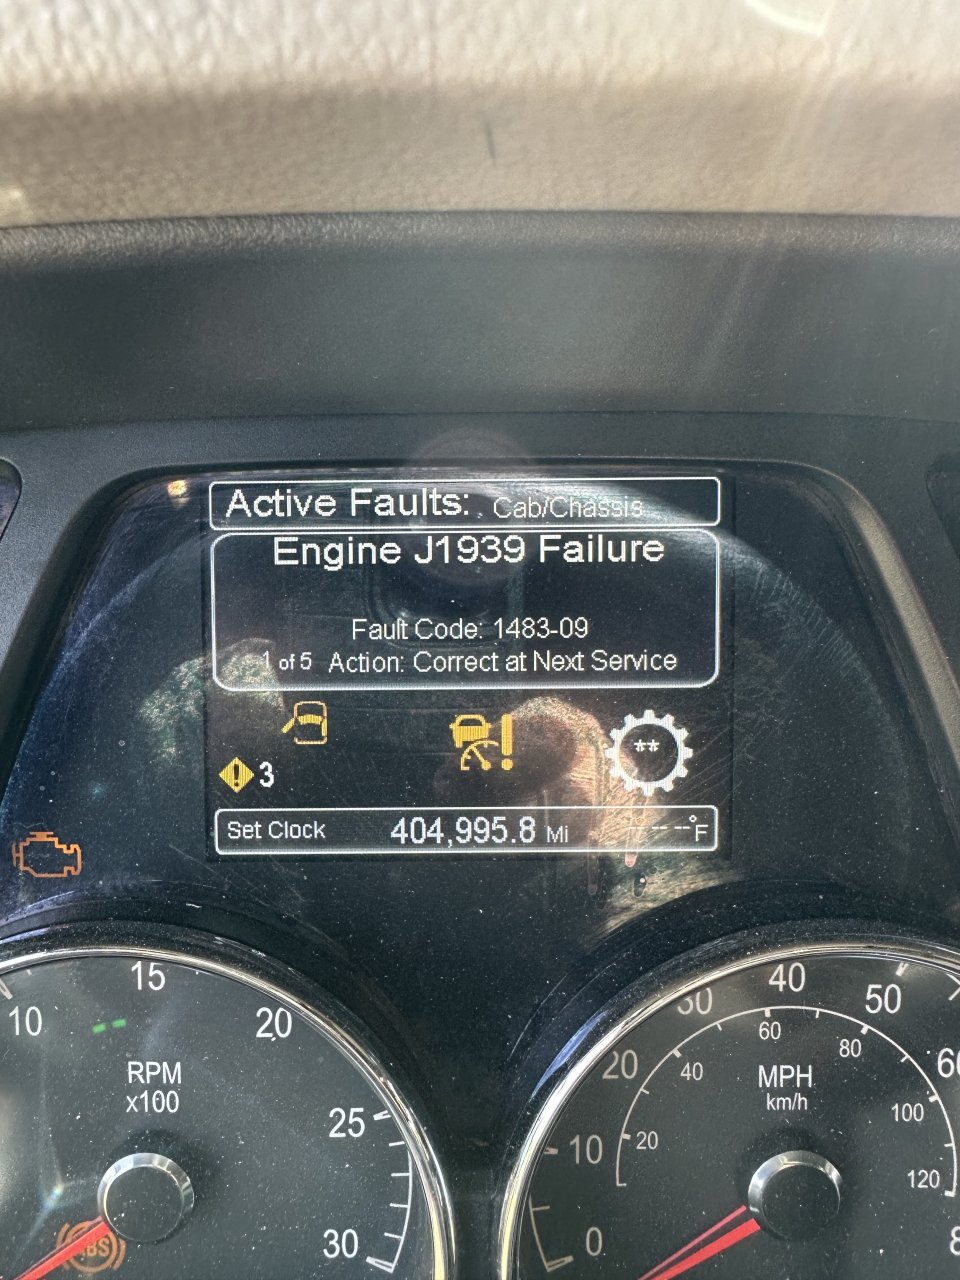 Active Faults: Cab/Chassis
Engine J1939 Failure
Fault Code: 1483-09
1 of 5 Action: Correct at Next Service
3
**
Set Clock 404,995.8 Mi -- -- --°F
10 15 20 25 30
RPM
x100
ABS
0 10 20 30 40 50 60
20 40 60 80 100 120
MPH
km/h